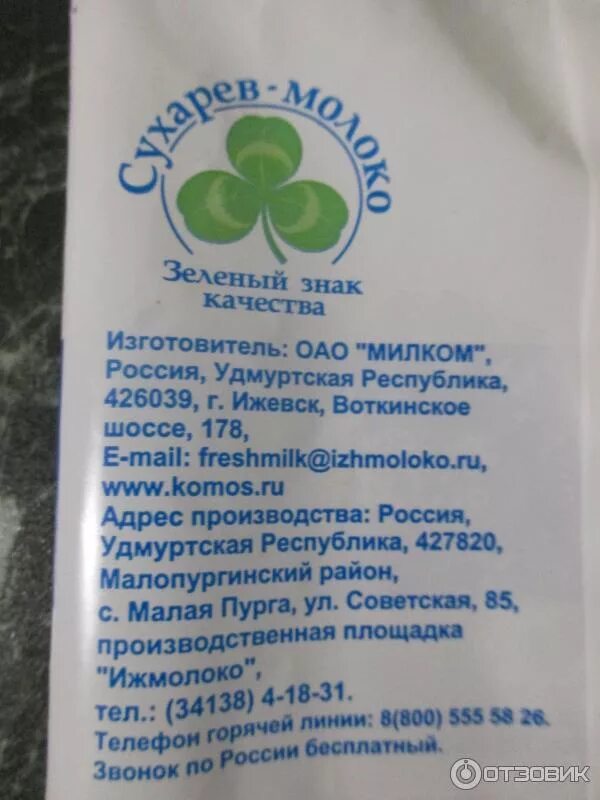 Сухарев-молоко
Зеленый знак
качества
Изготовитель: ОАО "МИЛКОМ",
Россия, Удмуртская Республика,
426039, г. Ижевск, Воткинское
шоссе, 178,
E-mail: freshmilk@izhmoloko.ru,
www.komos.ru
Адрес производства: Россия,
Удмуртская Республика, 427820,
Малопургинский район,
с. Малая Пурга, ул. Советская, 85,
производственная площадка
"Ижмолоко",
тел.: (34138) 4-18-31.
Телефон горячей линии: 8(800) 555 58 26.
Звонок по России бесплатный.
ОТЗОВИК